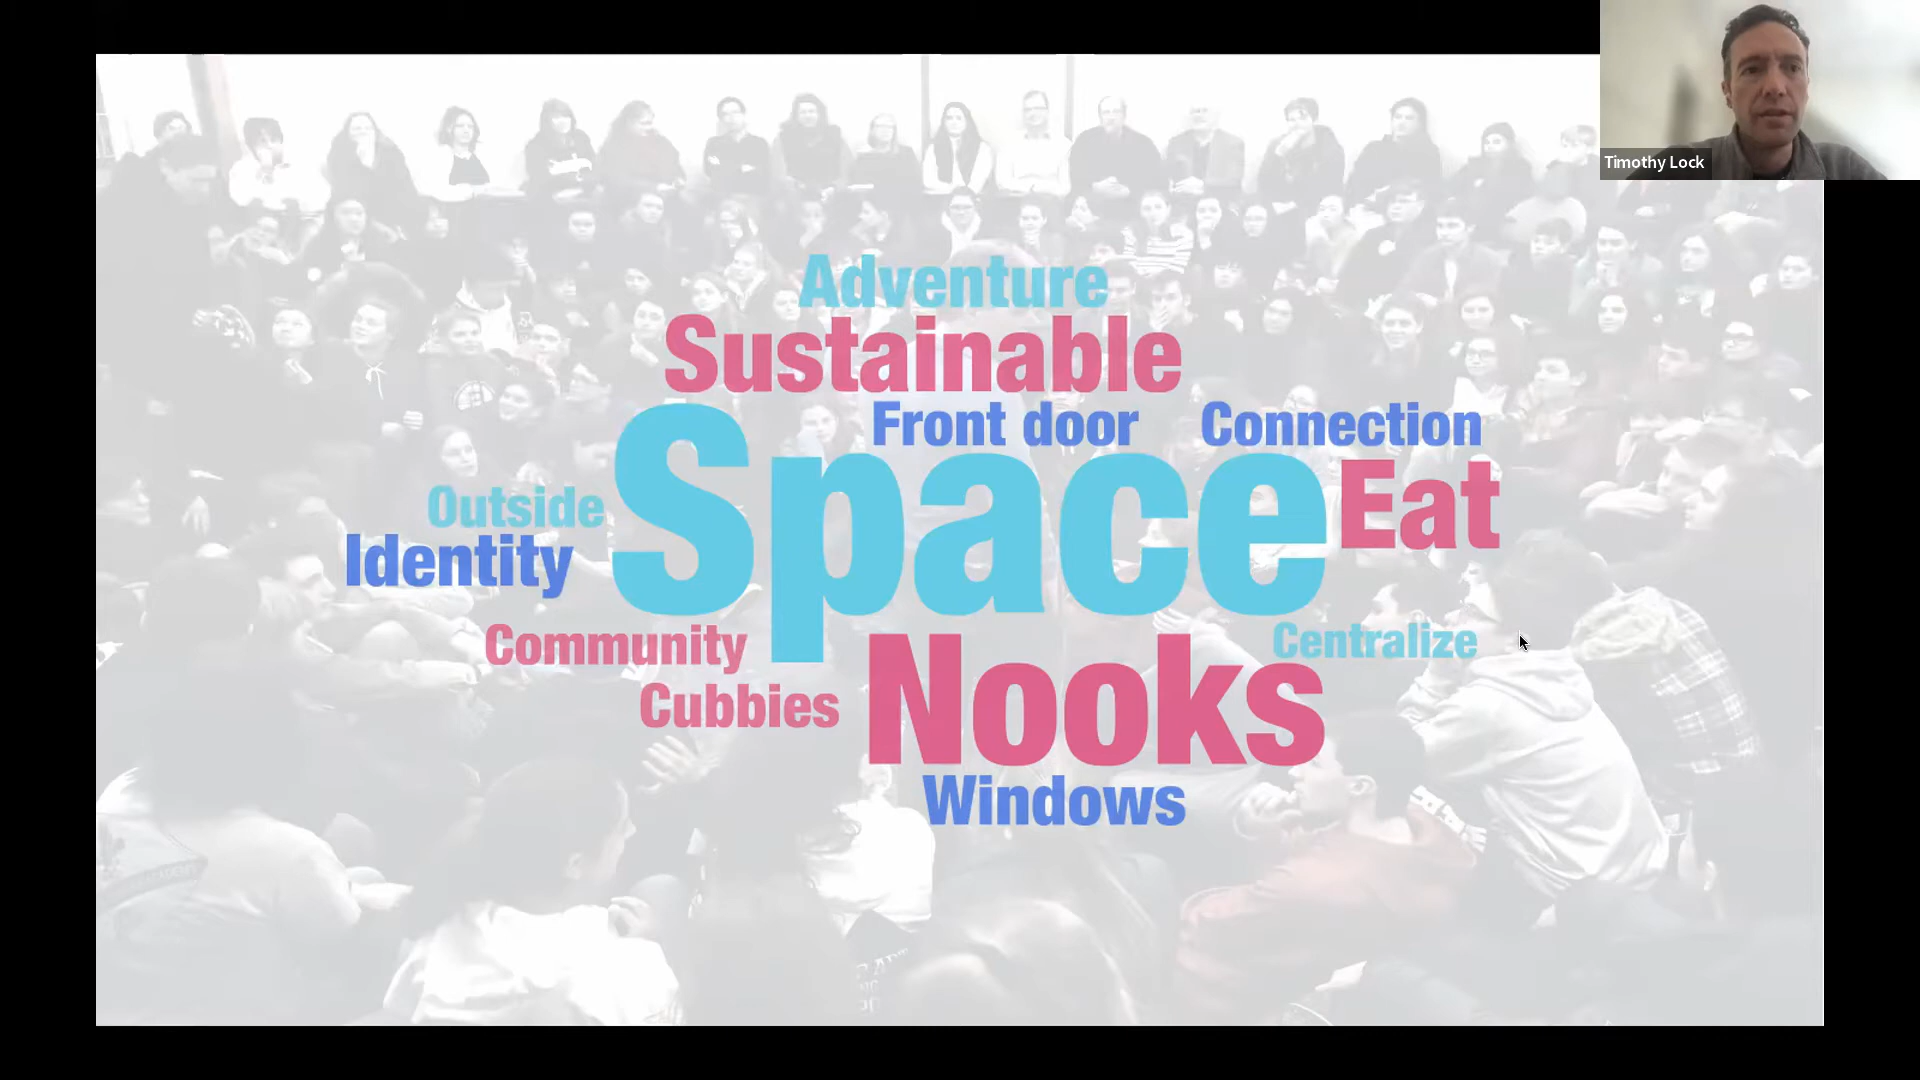 Timothy Lock
Adventure
Sustainable
Front door
Connection
Space
Eat
Outside
Identity
Community
Centralize
Cubbies
Nooks
Windows